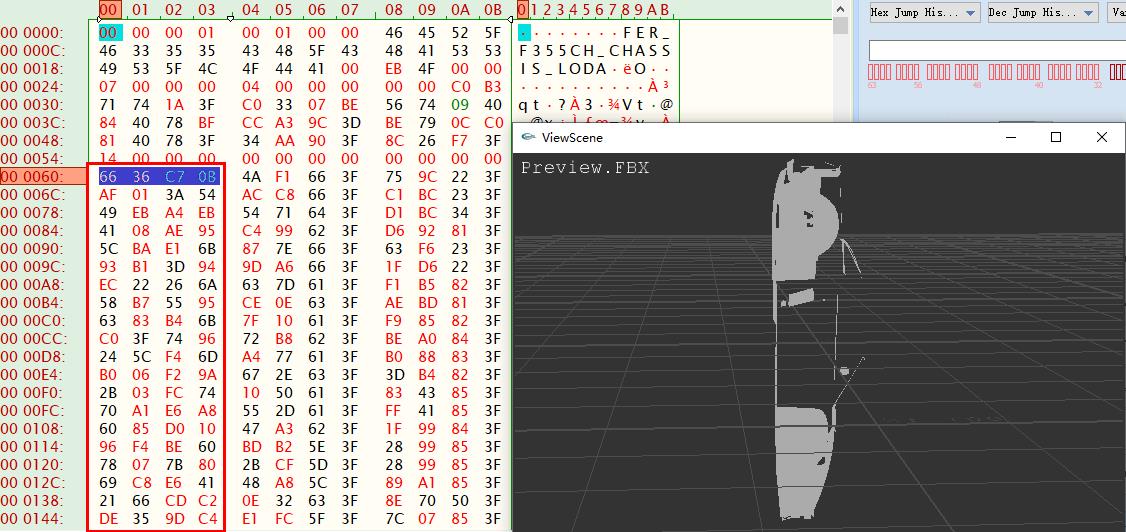 00 01 02 03 04 05 06 07 08 09 0A 0B 0 1 2 3 4 5 6 7 8 9 A B
Hex Jump His... Dec Jump His...
00 0000: 00 00 00 01 00 01 00 00 46 45 52 5F ········FER_
00 000C: 46 33 35 35 43 48 5F 43 48 41 53 53 F355CH_CHASS
00 0018: 49 53 5F 4C 4F 44 41 00 EB 4F 00 00 IS_LODA·ëO··
00 0024: 07 00 00 00 04 00 00 00 00 00 C0 B3 ··········À³
00 0030: 71 74 1A 3F C0 33 07 BE 56 74 09 40 qt·?À3·¾Vt·@
00 003C: 84 40 78 BF CC A3 9C 3D BE 79 0C C0
00 0048: 81 40 78 3F 34 AA 90 3F 8C 26 F7 3F
00 0054: 14 00 00 00 00 00 00 00 00 00 00 00
00 0060: 66 36 C7 0B 4A F1 66 3F 75 9C 22 3F
00 006C: AF 01 3A 54 AC C8 66 3F C1 BC 23 3F
00 0078: 49 EB A4 EB 54 71 64 3F D1 BC 34 3F
00 0084: 41 08 AE 95 C4 99 62 3F D6 92 81 3F
00 0090: 5C BA E1 6B 87 7E 66 3F 63 F6 23 3F
00 009C: 93 B1 3D 94 9D A6 66 3F 1F D6 22 3F
00 00A8: EC 22 26 6A 63 7D 61 3F F1 B5 82 3F
00 00B4: 58 B7 55 95 CE 0E 63 3F AE BD 81 3F
00 00C0: 63 83 B4 6B 7F 10 61 3F F9 85 82 3F
00 00CC: C0 3F 74 96 72 B8 62 3F BE A0 84 3F
00 00D8: 24 5C F4 6D A4 77 61 3F B0 88 83 3F
00 00E4: B0 06 F2 9A 67 2E 63 3F 3D B4 82 3F
00 00F0: 2B 03 FC 74 10 50 61 3F 83 43 85 3F
00 00FC: 70 A1 E6 A8 55 2D 61 3F FF 41 85 3F
00 0108: 60 85 D0 10 47 A3 62 3F 1F 99 84 3F
00 0114: 96 F4 BE 60 BD B2 5E 3F 28 99 85 3F
00 0120: 78 07 7B 80 2B CF 5D 3F 28 99 85 3F
00 012C: 69 C8 E6 41 48 A8 5C 3F 89 A1 85 3F
00 0138: 21 66 CD C2 0E 32 63 3F 8E 70 50 3F
00 0144: DE 35 9D C4 E1 FC 5F 3F 7C 07 85 3F
63 56 48 40 32
ViewScene
Preview.FBX